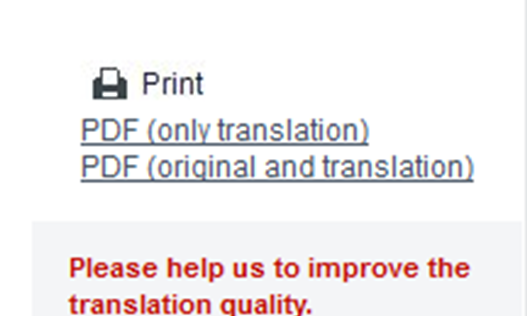 Print
PDF (only translation)
PDF (original and translation)
Please help us to improve the
translation quality.